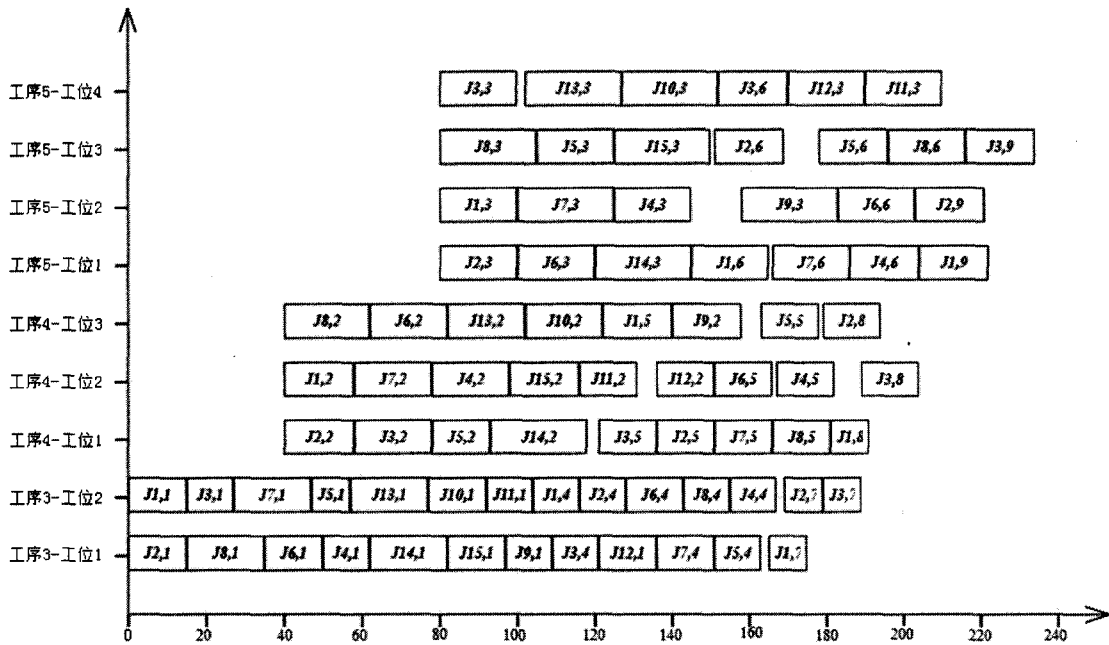 工序5-工位4 J3,3 J13,3 J10,3 J3,6 J12,3 J11,3
工序5-工位3 J8,3 J5,3 J15,3 J2,6 J5,6 J8,6 J3,9
工序5-工位2 J1,3 J7,3 J4,3 J9,3 J6,6 J2,9
工序5-工位1 J2,3 J6,3 J14,3 J1,6 J7,6 J4,6 J1,9
工序4-工位3 J8,2 J6,2 J13,2 J10,2 J1,5 J9,2 J5,5 J2,8
工序4-工位2 J1,2 J7,2 J4,2 J15,2 J11,2 J12,2 J6,5 J4,5 J3,8
工序4-工位1 J2,2 J3,2 J5,2 J14,2 J3,5 J2,5 J7,5 J8,5 J1,8
工序3-工位2 J1,1 J3,1 J7,1 J5,1 J13,1 J10,1 J11,1 J1,4 J2,4 J6,4 J8,4 J4,4 J2,7 J3,7
工序3-工位1 J2,1 J8,1 J6,1 J4,1 J14,1 J15,1 J9,1 J3,4 J12,1 J7,4 J5,4 J1,7
0 20 40 60 80 100 120 140 160 180 200 220 240